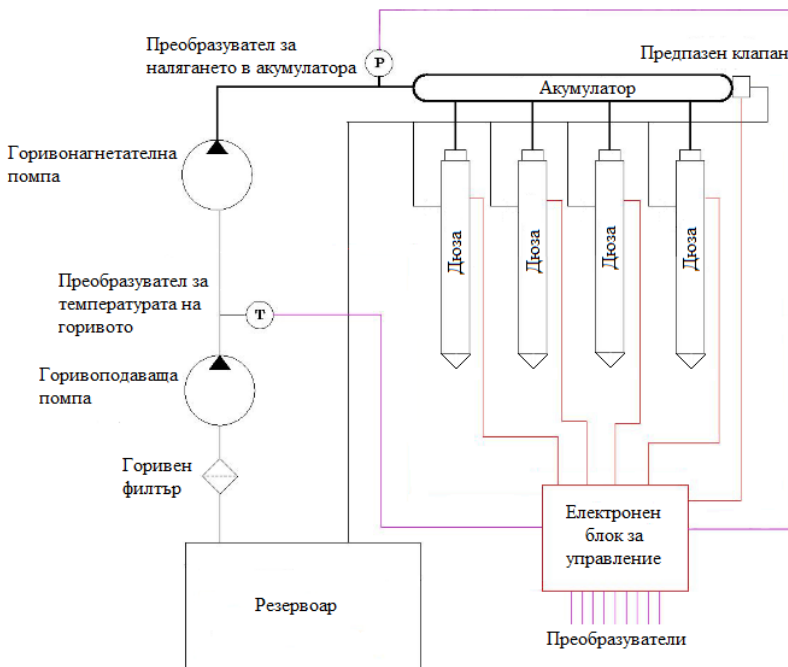 Преобразувател за
налягането в акумулатора
P
Предпазен клапан
Акумулатор
Горивонагнетателна
помпа
Дюза
Дюза
Дюза
Дюза
Преобразувател за
температурата на
горивото
T
Горивоподаваща
помпа
Горивен
филтър
Електронен
блок за
управление
Резервоар
Преобразуватели